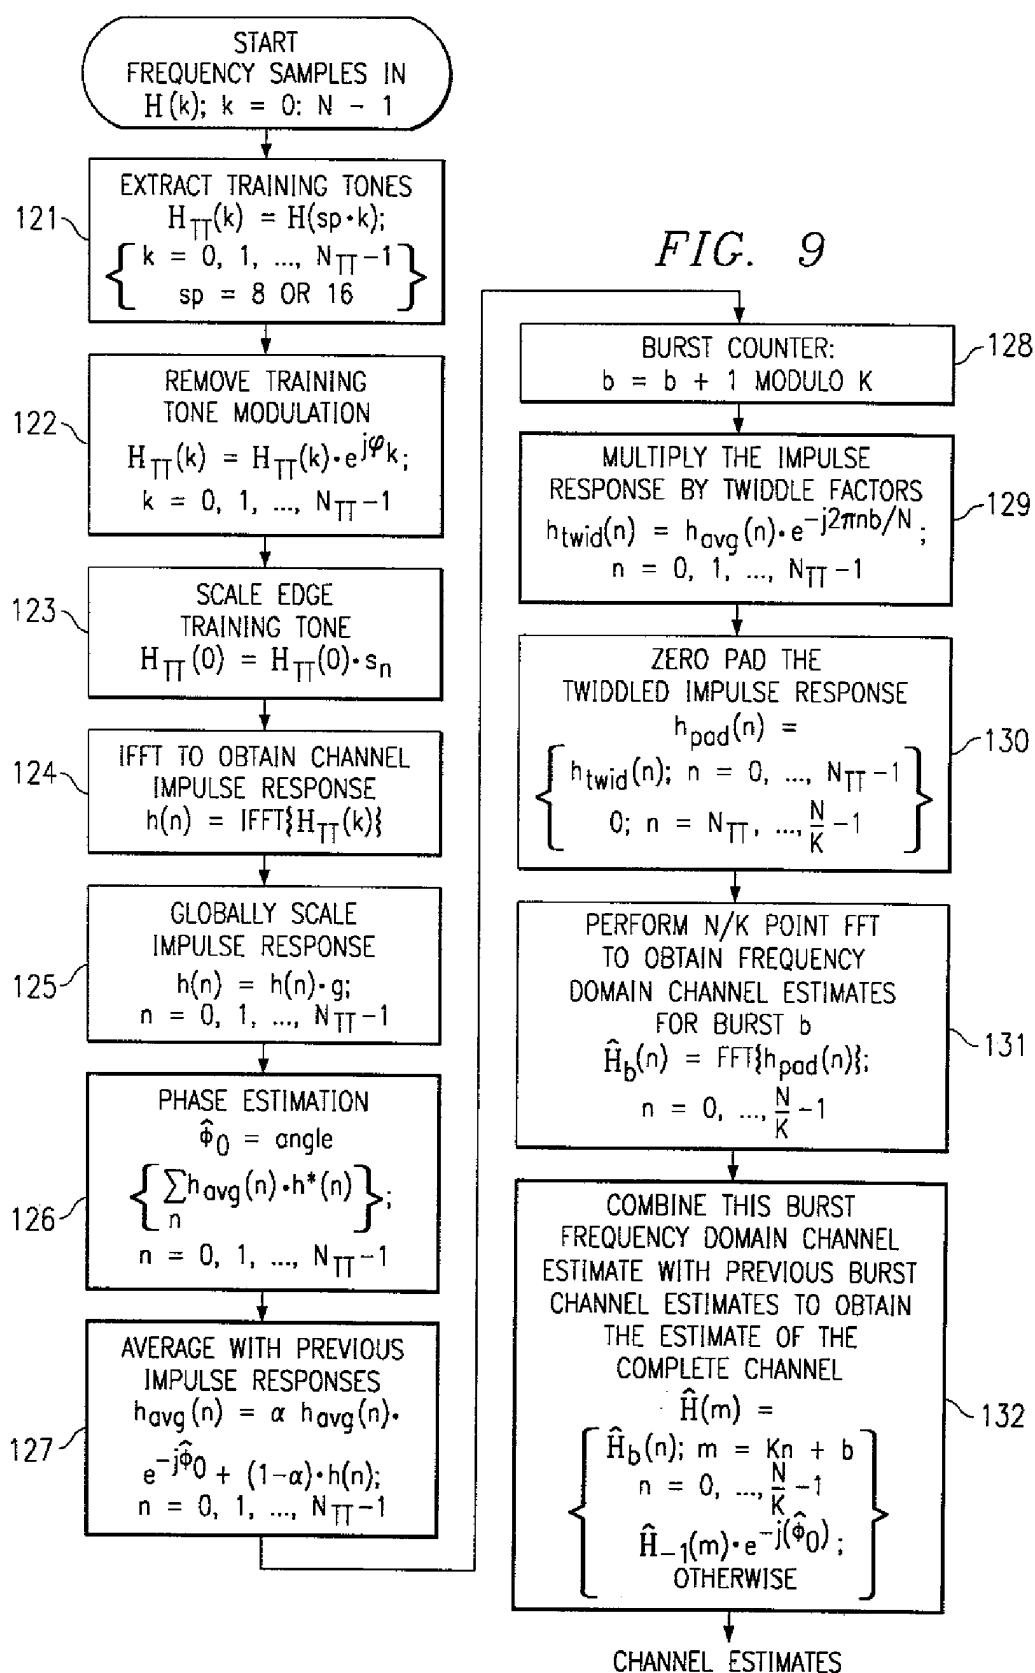 START
FREQUENCY SAMPLES IN
H(k); k = 0: N - 1
121
EXTRACT TRAINING TONES
H_TT(k) = H(sp·k);
{ k = 0, 1, ..., N_TT-1
sp = 8 OR 16 }
122
REMOVE TRAINING
TONE MODULATION
H_TT(k) = H_TT(k)·e^jφk;
k = 0, 1, ..., N_TT-1
123
SCALE EDGE
TRAINING TONE
H_TT(0) = H_TT(0)·s_n
124
IFFT TO OBTAIN CHANNEL
IMPULSE RESPONSE
h(n) = IFFT{H_TT(k)}
125
GLOBALLY SCALE
IMPULSE RESPONSE
h(n) = h(n)·g;
n = 0, 1, ..., N_TT-1
126
PHASE ESTIMATION
ϕ̂_0 = angle
{ ∑_n h_avg(n)·h*(n) };
n = 0, 1, ..., N_TT-1
127
AVERAGE WITH PREVIOUS
IMPULSE RESPONSES
h_avg(n) = α h_avg(n)·
e^-jϕ̂_0 + (1-α)·h(n);
n = 0, 1, ..., N_TT-1
FIG. 9
128
BURST COUNTER:
b = b + 1 MODULO K
129
MULTIPLY THE IMPULSE
RESPONSE BY TWIDDLE FACTORS
h_twid(n) = h_avg(n)·e^-j2πnb/N;
n = 0, 1, ..., N_TT-1
130
ZERO PAD THE
TWIDDLED IMPULSE RESPONSE
h_pad(n) =
{ h_twid(n); n = 0, ..., N_TT-1
0; n = N_TT, ..., N/K -1 }
131
PERFORM N/K POINT FFT
TO OBTAIN FREQUENCY
DOMAIN CHANNEL ESTIMATES
FOR BURST b
Ĥ_b(n) = FFT{h_pad(n)};
n = 0, ..., N/K -1
132
COMBINE THIS BURST
FREQUENCY DOMAIN CHANNEL
ESTIMATE WITH PREVIOUS BURST
CHANNEL ESTIMATES TO OBTAIN
THE ESTIMATE OF THE
COMPLETE CHANNEL
Ĥ(m) =
{ Ĥ_b(n); m = Kn + b
n = 0, ..., N/K -1
Ĥ_-1(m)·e^-j(ϕ̂_0);
OTHERWISE }
CHANNEL ESTIMATES